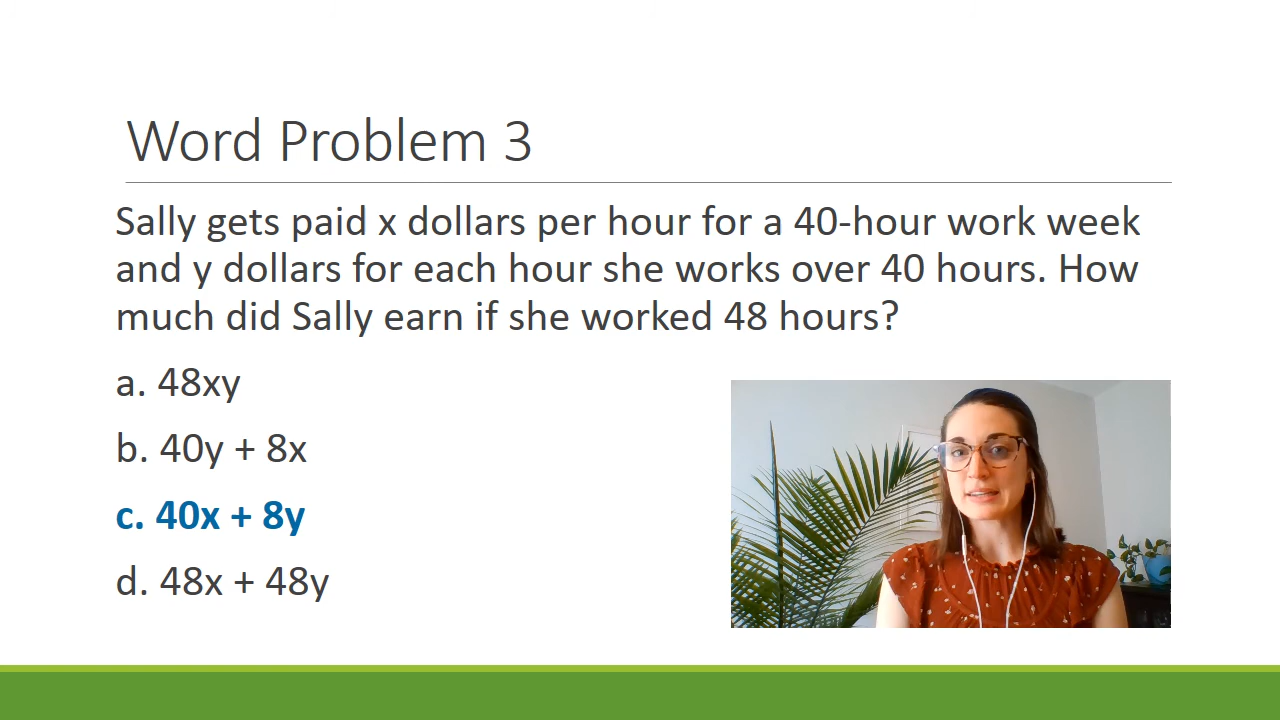 Word Problem 3
Sally gets paid x dollars per hour for a 40-hour work week
and y dollars for each hour she works over 40 hours. How
much did Sally earn if she worked 48 hours?
a. 48xy
b. 40y + 8x
c. 40x + 8y
d. 48x + 48y